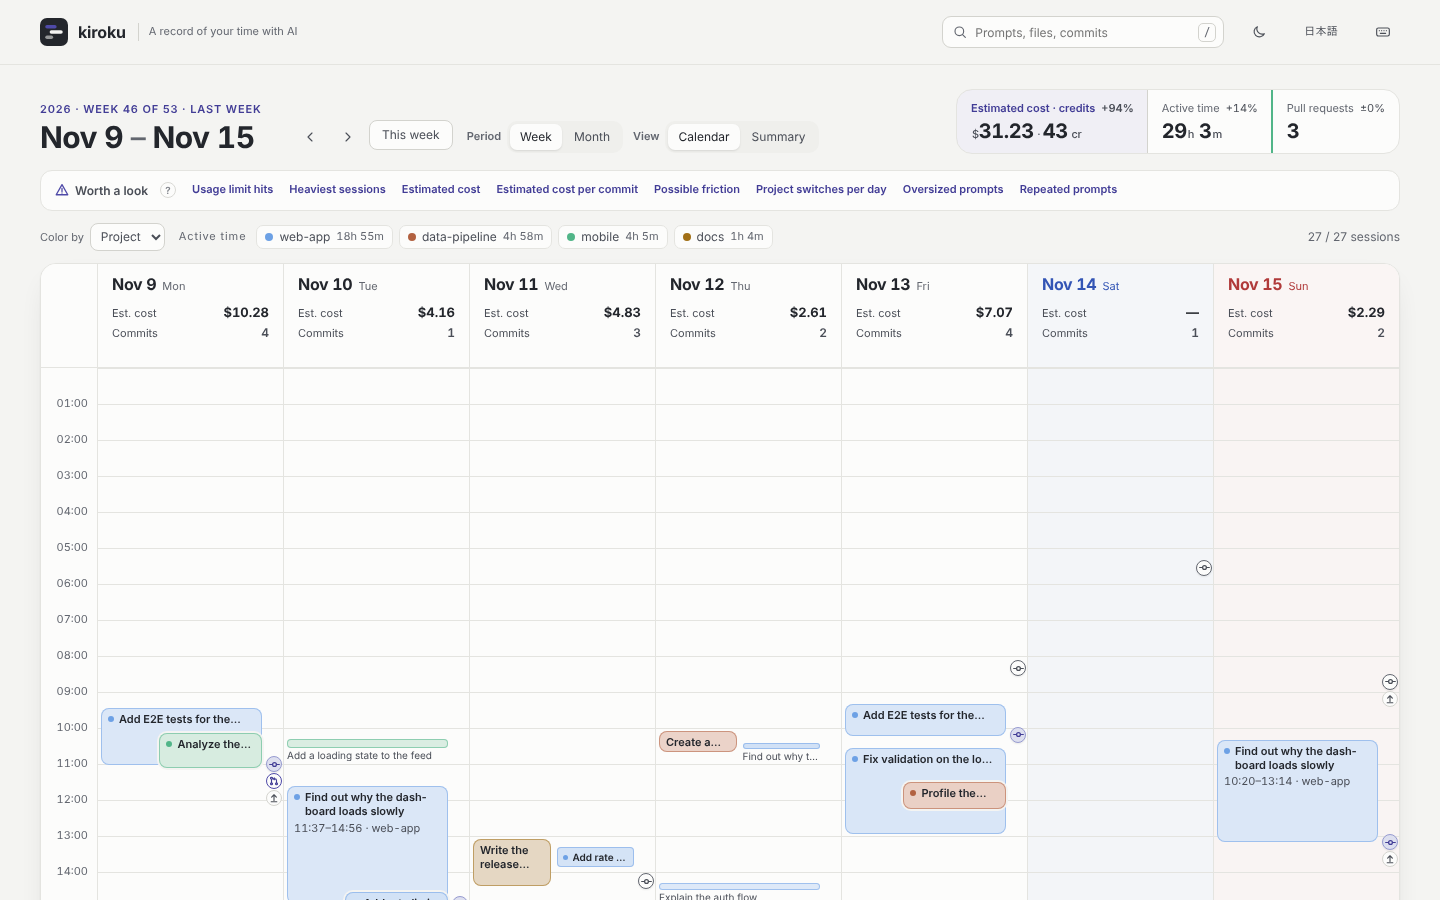 kiroku
A record of your time with AI
Prompts, files, commits
/
日本語
2026 · WEEK 46 OF 53 · LAST WEEK
Nov 9 – Nov 15
This week
Period
Week
Month
View
Calendar
Summary
Estimated cost · credits +94%
$31.23 · 43 cr
Active time +14%
29h 3m
Pull requests ±0%
3
Worth a look
?
Usage limit hits
Heaviest sessions
Estimated cost
Estimated cost per commit
Possible friction
Project switches per day
Oversized prompts
Repeated prompts
Color by
Project
Active time
web-app 18h 55m
data-pipeline 4h 58m
mobile 4h 5m
docs 1h 4m
27 / 27 sessions
Nov 9 Mon
Est. cost $10.28
Commits 4
Nov 10 Tue
Est. cost $4.16
Commits 1
Nov 11 Wed
Est. cost $4.83
Commits 3
Nov 12 Thu
Est. cost $2.61
Commits 2
Nov 13 Fri
Est. cost $7.07
Commits 4
Nov 14 Sat
Est. cost —
Commits 1
Nov 15 Sun
Est. cost $2.29
Commits 2
01:00
02:00
03:00
04:00
05:00
06:00
07:00
08:00
09:00
10:00
11:00
12:00
13:00
14:00
Add E2E tests for the...
Analyze the...
Add a loading state to the feed
Find out why the dash-
board loads slowly
11:37–14:56 · web-app
Write the
release...
Add rate ...
Create a...
Find out why t...
Explain the auth flow
Add E2E tests for the...
Fix validation on the lo...
Profile the...
Find out why the dash-
board loads slowly
10:20–13:14 · web-app